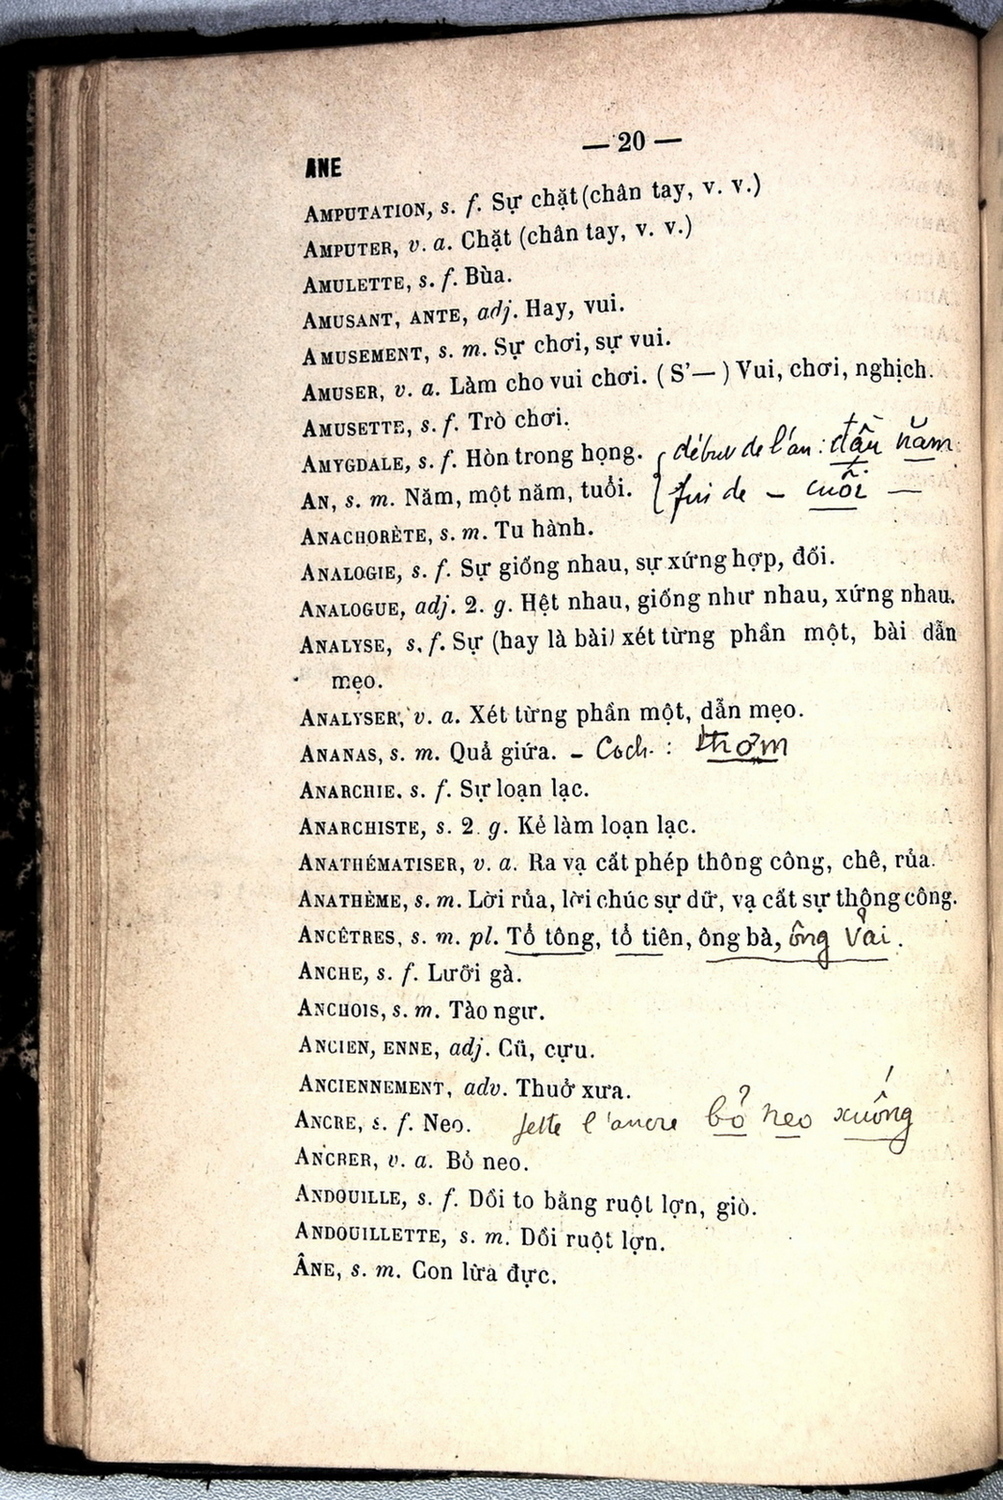 — 20 —
ANE
AMPUTATION, s. f. Sự chặt (chân tay, v. v.)
AMPUTER, v. a. Chặt (chân tay, v. v.)
AMULETTE, s. f. Bùa.
AMUSANT, ANTE, adj. Hay, vui.
AMUSEMENT, s. m. Sự chơi, sự vui.
AMUSER, v. a. Làm cho vui chơi. (S'—) Vui, chơi, nghịch.
AMUSETTE, s. f. Trò chơi.
AMYGDALE, s. f. Hòn trong họng. { début de l'an : đầu năm
AN, s. m. Năm, một năm, tuổi. { fin de — cuối —
ANACHORÈTE, s. m. Tu hành.
ANALOGIE, s. f. Sự giống nhau, sự xứng hợp, đối.
ANALOGUE, adj. 2. g. Hệt nhau, giống như nhau, xứng nhau.
ANALYSE, s. f. Sự (hay là bài) xét từng phần một, bài dẫn
mẹo.
ANALYSER, v. a. Xét từng phần một, dẫn mẹo.
ANANAS, s. m. Quả giứa. – Coch. : thơm
ANARCHIE. s. f. Sự loạn lạc.
ANARCHISTE, s. 2. g. Kẻ làm loạn lạc.
ANATHÉMATISER, v. a. Ra vạ cất phép thông công, chê, rủa.
ANATHÈME, s. m. Lời rủa, lời chúc sự dữ, vạ cất sự thông công.
ANCÊTRES, s. m. pl. Tổ tông, tổ tiên, ông bà, ông vải.
ANCHE, s. f. Lưỡi gà.
ANCHOIS, s. m. Tào ngư.
ANCIEN, ENNE, adj. Cũ, cựu.
ANCIENNEMENT, adv. Thuở xưa.
ANCRE, s. f. Neo. jette l'ancre bỏ neo xuống
ANCRER, v. a. Bỏ neo.
ANDOUILLE, s. f. Dồi to bằng ruột lợn, giò.
ANDOUILLETTE, s. m. Dồi ruột lợn.
ÂNE, s. m. Con lừa đực.